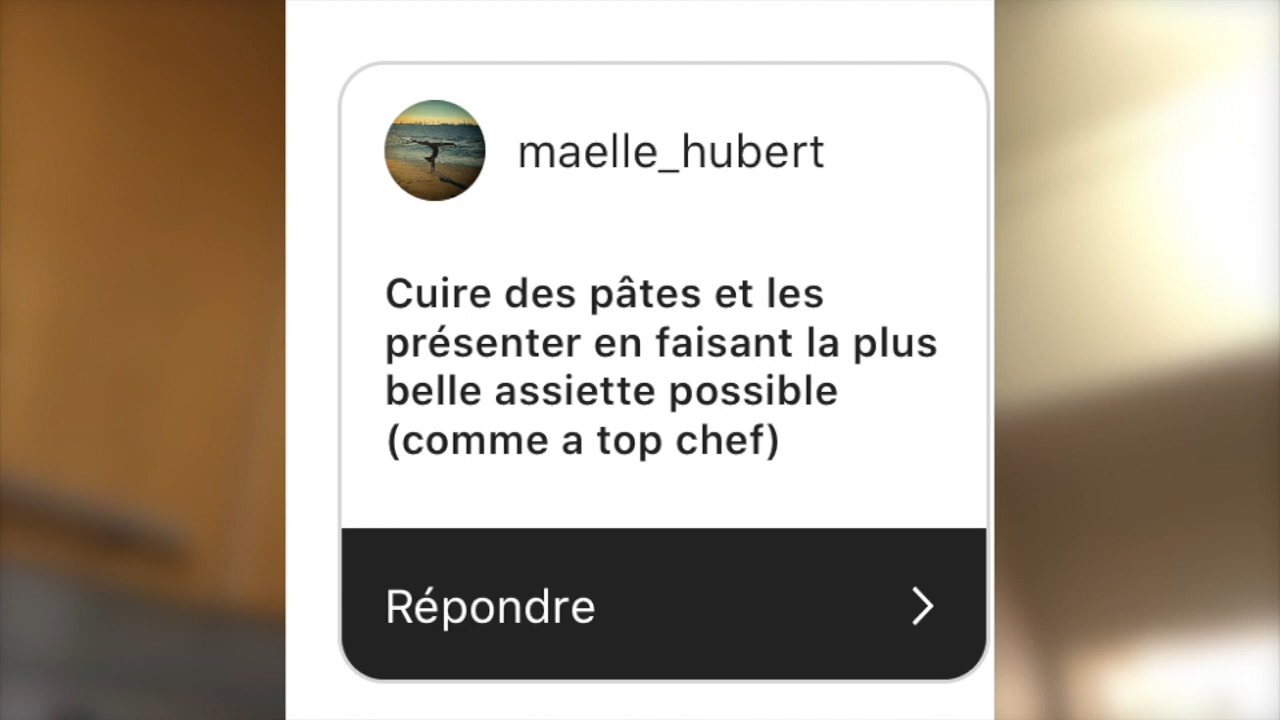 maelle_hubert
Cuire des pâtes et les
présenter en faisant la plus
belle assiette possible
(comme a top chef)
Répondre